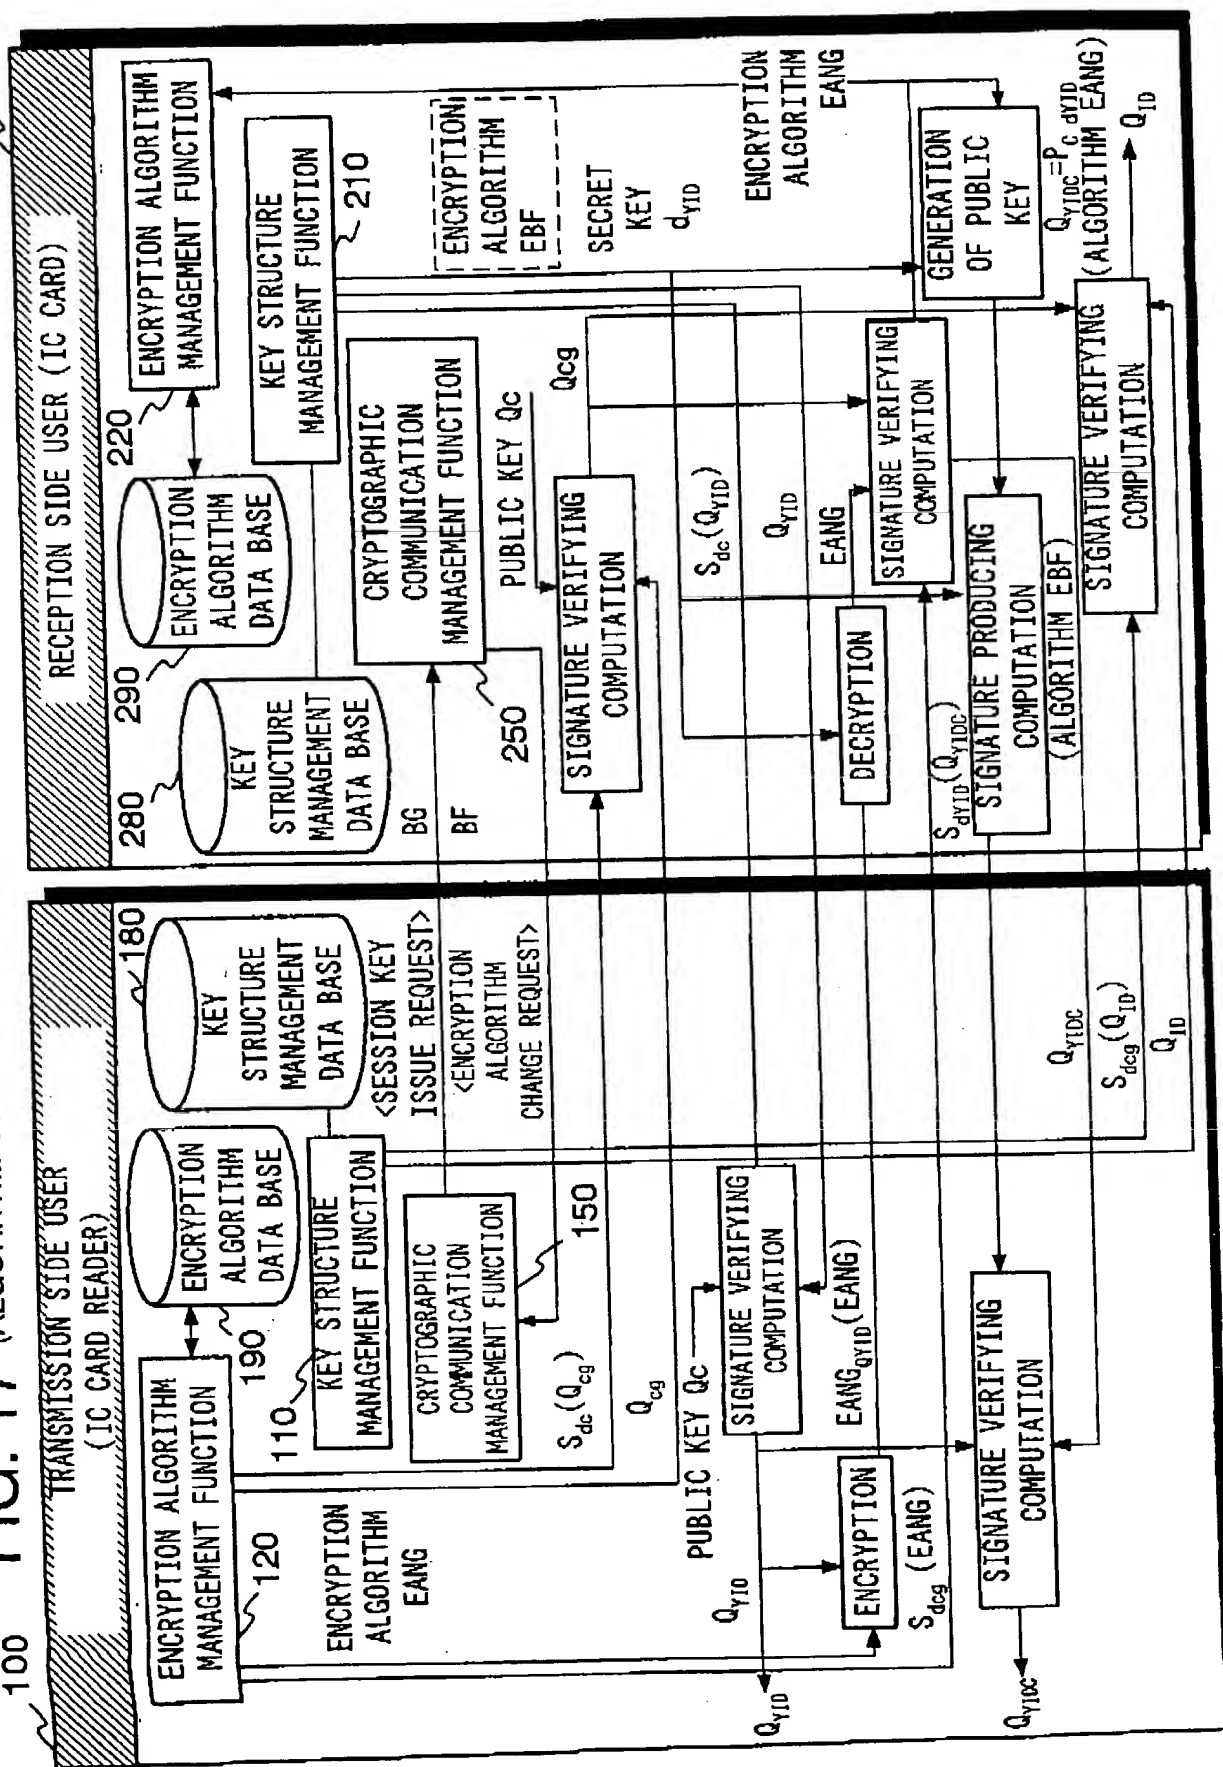 100
FIG. 17
TRANSMISSION SIDE USER
(IC CARD READER)
ENCRYPTION ALGORITHM
MANAGEMENT FUNCTION
120
190
ENCRYPTION
ALGORITHM
DATA BASE
180
KEY
STRUCTURE
MANAGEMENT
DATA BASE
110
KEY STRUCTURE
MANAGEMENT FUNCTION
<SESSION KEY
ISSUE REQUEST>
ENCRYPTION
ALGORITHM
EANG
CRYPTOGRAPHIC
COMMUNICATION
MANAGEMENT FUNCTION
150
<ENCRYPTION
ALGORITHM
CHANGE REQUEST>
Sdc(Qcg)
Qcg
PUBLIC KEY Qc
SIGNATURE VERIFYING
COMPUTATION
QYID
QYID
EANGQYID(EANG)
ENCRYPTION
Sdcg(EANG)
SIGNATURE VERIFYING
COMPUTATION
QYIDC
QYIDC
Sdcg(QID)
QID
RECEPTION SIDE USER (IC CARD)
280
KEY
STRUCTURE
MANAGEMENT
DATA BASE
290
ENCRYPTION
ALGORITHM
DATA BASE
220
ENCRYPTION ALGORITHM
MANAGEMENT FUNCTION
KEY STRUCTURE
MANAGEMENT FUNCTION
210
BG
BF
CRYPTOGRAPHIC
COMMUNICATION
MANAGEMENT FUNCTION
250
ENCRYPTION
ALGORITHM
EBF
PUBLIC KEY Qc
SIGNATURE VERIFYING
COMPUTATION
Qcg
SECRET
KEY
dYID
Sdc(QYID)
QYID
ENCRYPTION
ALGORITHM
EANG
EANG
DECRYPTION
SIGNATURE VERIFYING
COMPUTATION
GENERATION
OF PUBLIC
KEY
SdYID(QYIDC)
SIGNATURE PRODUCING
COMPUTATION
(ALGORITHM EBF)
QYIDC=PC dYID
(ALGORITHM EANG)
SIGNATURE VERIFYING
COMPUTATION
QID